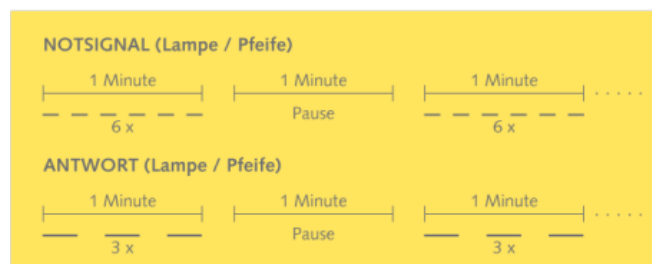 NOTSIGNAL (Lampe / Pfeife)
1 Minute 1 Minute 1 Minute
6 x Pause 6 x
ANTWORT (Lampe / Pfeife)
1 Minute 1 Minute 1 Minute
3 x Pause 3 x